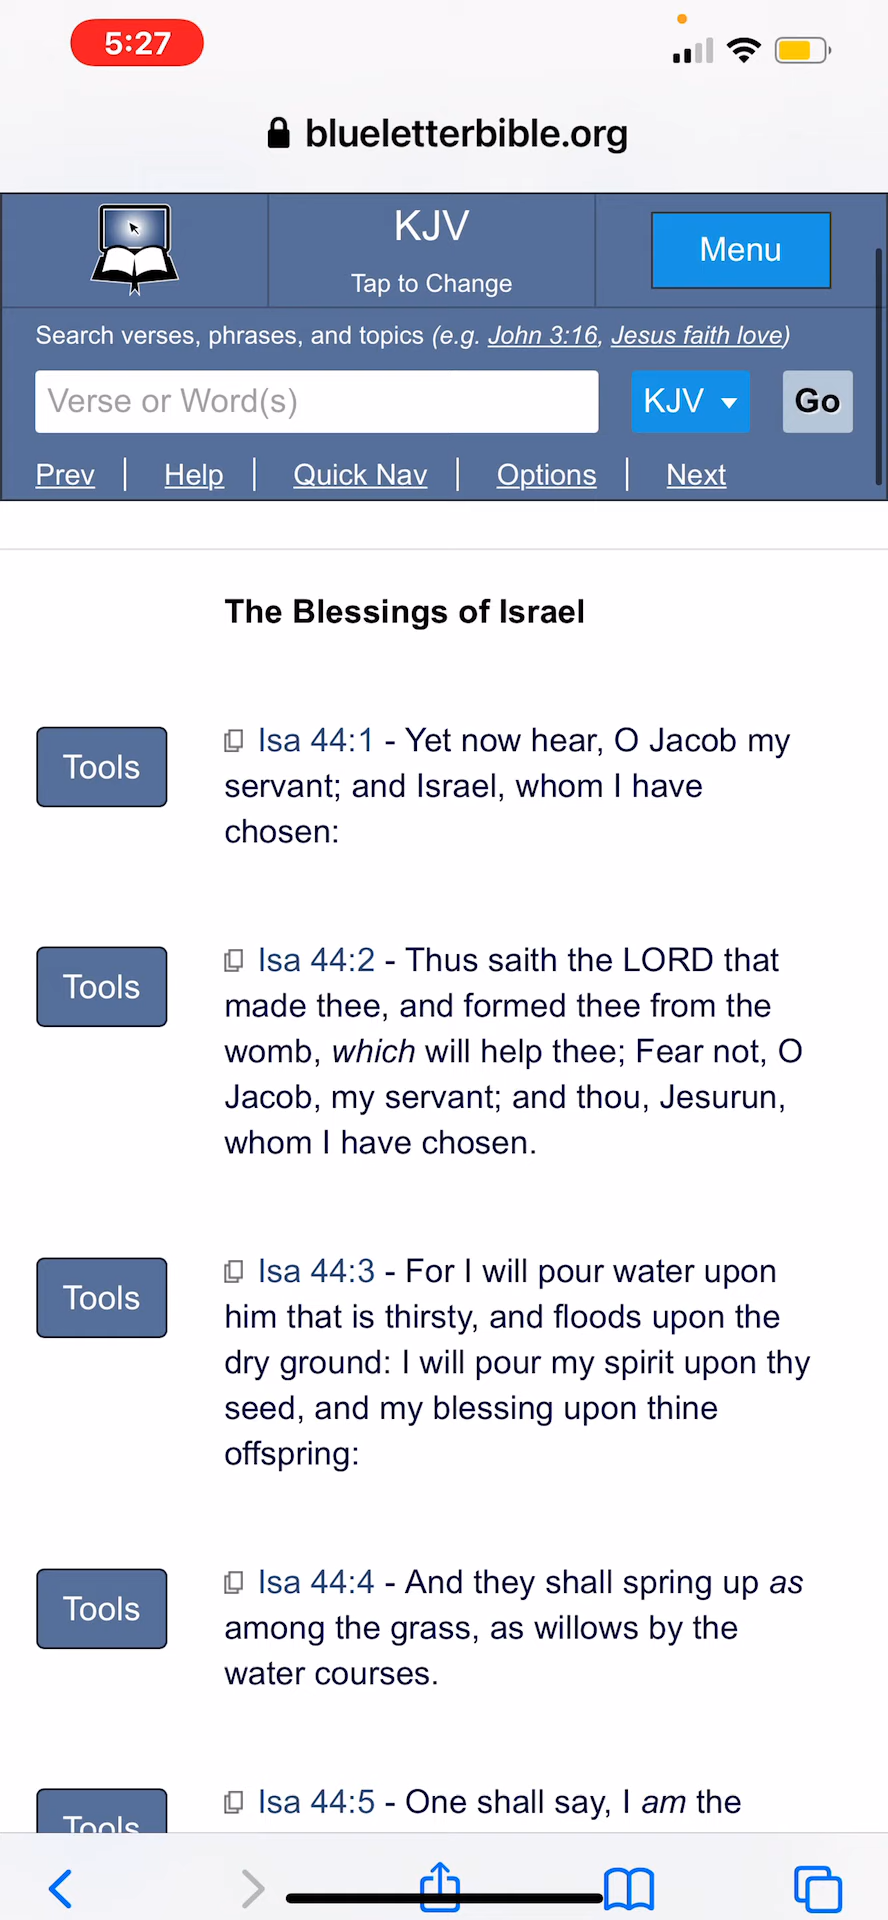 5:27
blueletterbible.org
KJV
Tap to Change
Menu
Search verses, phrases, and topics (e.g. John 3:16, Jesus faith love)
Verse or Word(s)
KJV
Go
Prev | Help | Quick Nav | Options | Next
The Blessings of Israel
Tools
Isa 44:1 - Yet now hear, O Jacob my
servant; and Israel, whom I have
chosen:
Tools
Isa 44:2 - Thus saith the LORD that
made thee, and formed thee from the
womb, which will help thee; Fear not, O
Jacob, my servant; and thou, Jesurun,
whom I have chosen.
Tools
Isa 44:3 - For I will pour water upon
him that is thirsty, and floods upon the
dry ground: I will pour my spirit upon thy
seed, and my blessing upon thine
offspring:
Tools
Isa 44:4 - And they shall spring up as
among the grass, as willows by the
water courses.
Tools
Isa 44:5 - One shall say, I am the